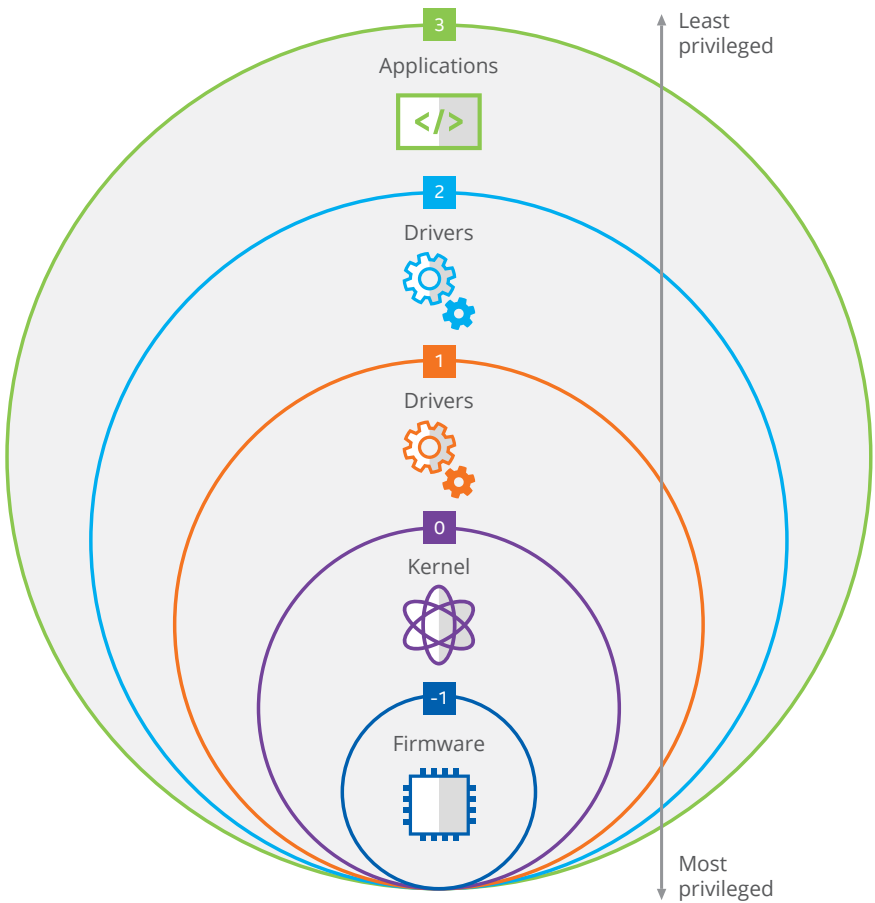 3
Least
privileged
Applications
</>
2
Drivers
1
Drivers
0
Kernel
-1
Firmware
Most
privileged